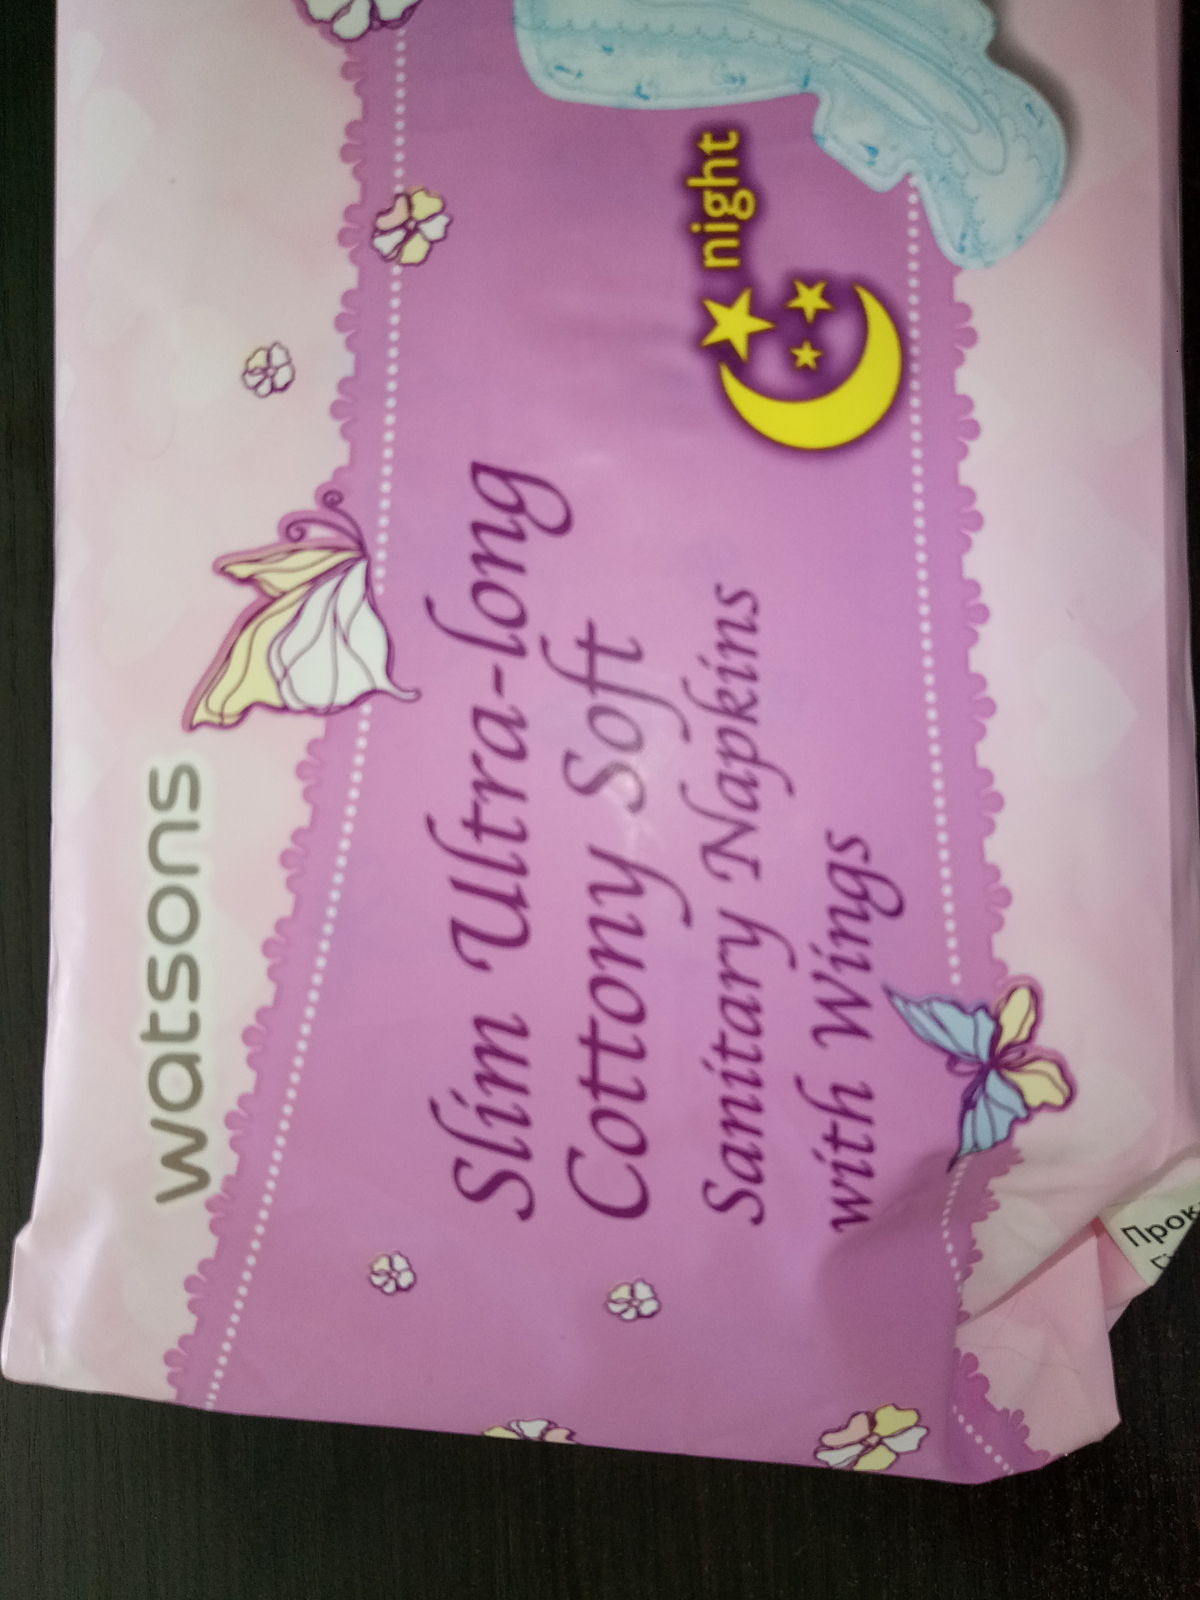 watsons
Slim Ultra-long
Cottony Soft
Sanitary Napkins
with Wings
night